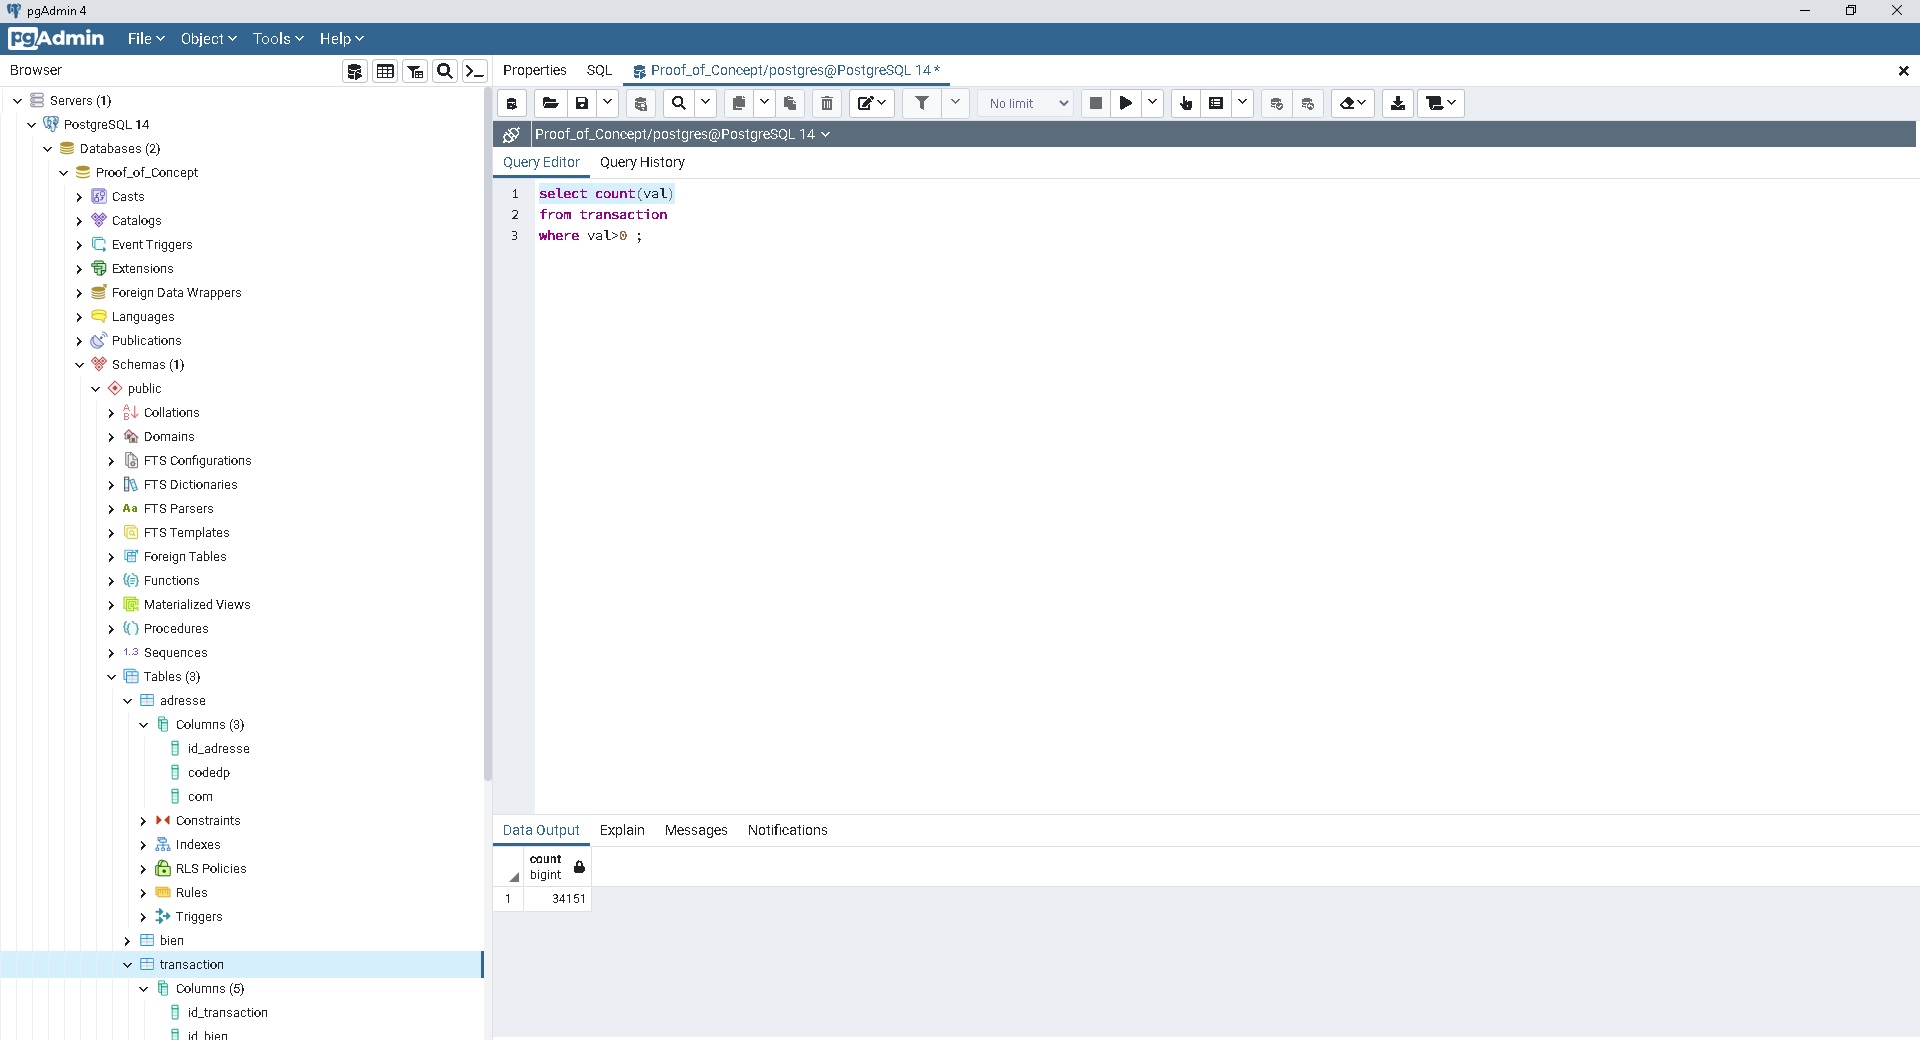 pgAdmin 4
pgAdmin File Object Tools Help
Browser
Properties SQL Proof_of_Concept/postgres@PostgreSQL 14 *
No limit
Proof_of_Concept/postgres@PostgreSQL 14
Query Editor Query History
1 select count(val)
2 from transaction
3 where val>0 ;
Servers (1)
PostgreSQL 14
Databases (2)
Proof_of_Concept
Casts
Catalogs
Event Triggers
Extensions
Foreign Data Wrappers
Languages
Publications
Schemas (1)
public
Collations
Domains
FTS Configurations
FTS Dictionaries
Aa FTS Parsers
FTS Templates
Foreign Tables
Functions
Materialized Views
Procedures
1..3 Sequences
Tables (3)
adresse
Columns (3)
id_adresse
codedp
com
Constraints
Indexes
RLS Policies
Rules
Triggers
bien
transaction
Columns (5)
id_transaction
id_bien
Data Output Explain Messages Notifications
count
bigint
1 34151